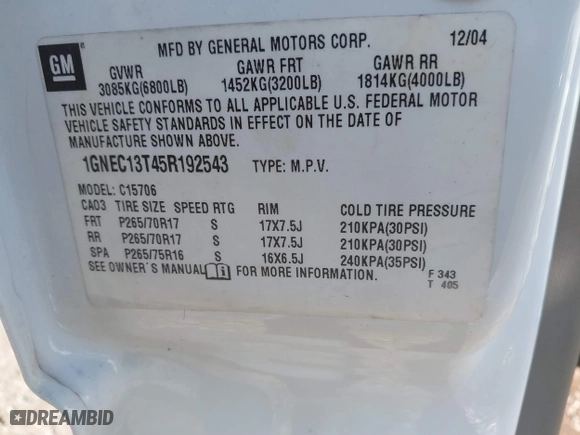 GM
MFD BY GENERAL MOTORS CORP. 12/04
GVWR GAWR FRT GAWR RR
3085KG(6800LB) 1452KG(3200LB) 1814KG(4000LB)
THIS VEHICLE CONFORMS TO ALL APPLICABLE U.S. FEDERAL MOTOR
VEHICLE SAFETY STANDARDS IN EFFECT ON THE DATE OF
MANUFACTURE SHOWN ABOVE.
1GNEC13T45R192543 TYPE: M.P.V.
MODEL: C15706
CA03 TIRE SIZE SPEED RTG RIM COLD TIRE PRESSURE
FRT P265/70R17 S 17X7.5J 210KPA(30PSI)
RR P265/70R17 S 17X7.5J 210KPA(30PSI)
SPA P265/75R16 S 16X6.5J 240KPA(35PSI)
SEE OWNER'S MANUAL FOR MORE INFORMATION.
F 343
T 405
DREAMBID